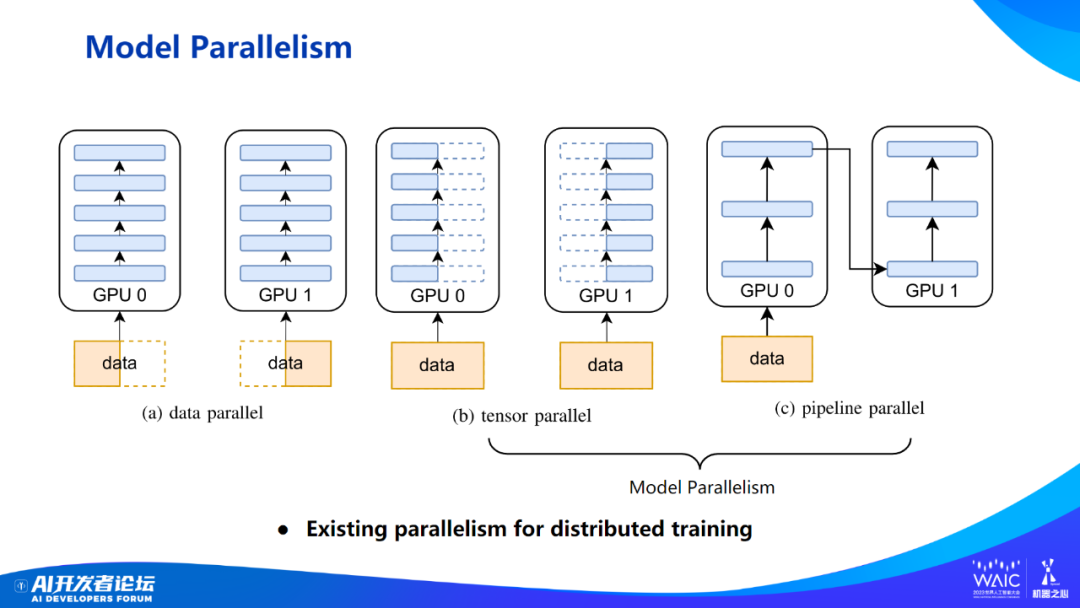 Model Parallelism
GPU 0
GPU 1
GPU 0
GPU 1
GPU 0
GPU 1
data
data
data
data
data
(a) data parallel
(b) tensor parallel
(c) pipeline parallel
Model Parallelism
● Existing parallelism for distributed training
AI开发者论坛
AI DEVELOPERS FORUM
WAIC
2023世界人工智能大会
机器之心